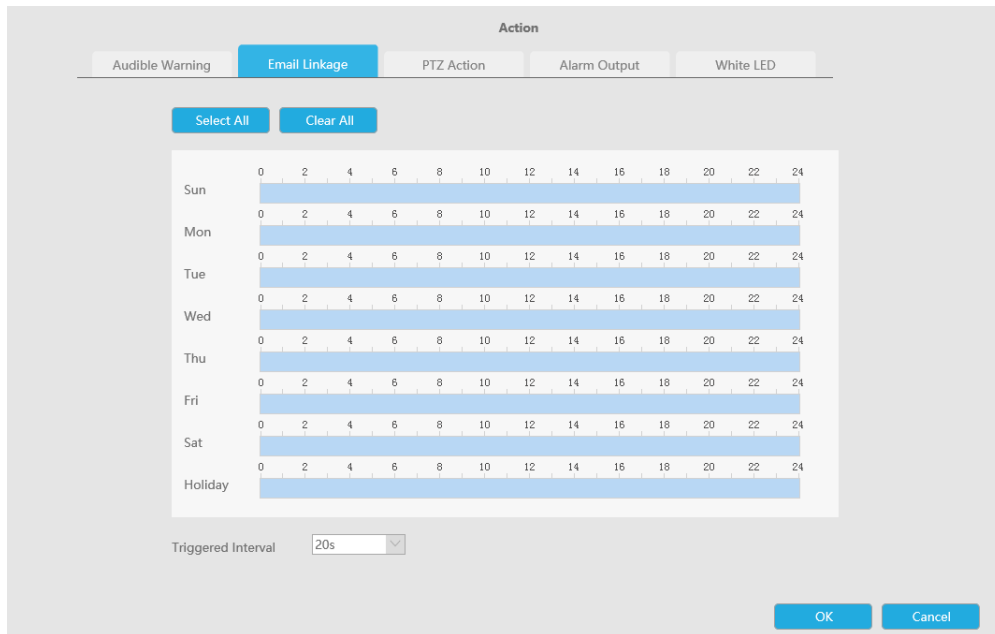 Action
Audible Warning Email Linkage PTZ Action Alarm Output White LED
Select All Clear All
0 2 4 6 8 10 12 14 16 18 20 22 24
Sun
0 2 4 6 8 10 12 14 16 18 20 22 24
Mon
0 2 4 6 8 10 12 14 16 18 20 22 24
Tue
0 2 4 6 8 10 12 14 16 18 20 22 24
Wed
0 2 4 6 8 10 12 14 16 18 20 22 24
Thu
0 2 4 6 8 10 12 14 16 18 20 22 24
Fri
0 2 4 6 8 10 12 14 16 18 20 22 24
Sat
0 2 4 6 8 10 12 14 16 18 20 22 24
Holiday
Triggered Interval 20s
OK Cancel